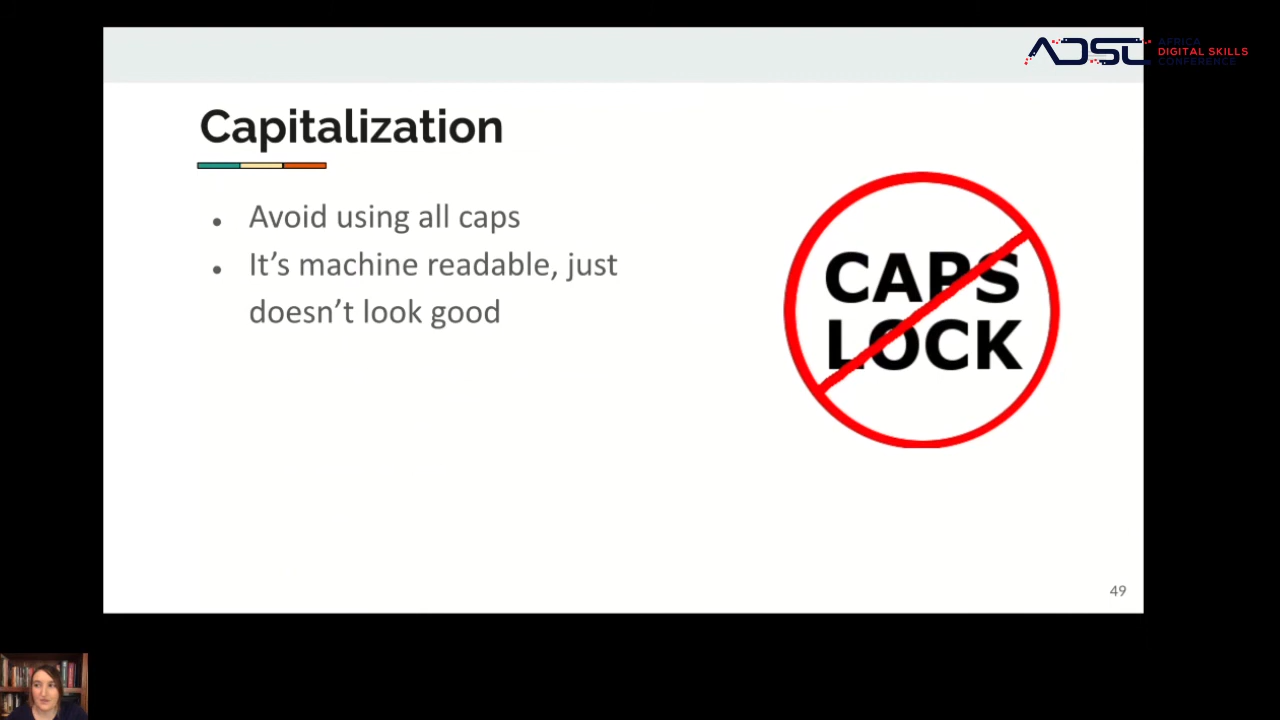 ADSC
AFRICA
DIGITAL SKILLS
CONFERENCE
Capitalization
Avoid using all caps
It's machine readable, just
doesn't look good
CAPS
LOCK
49